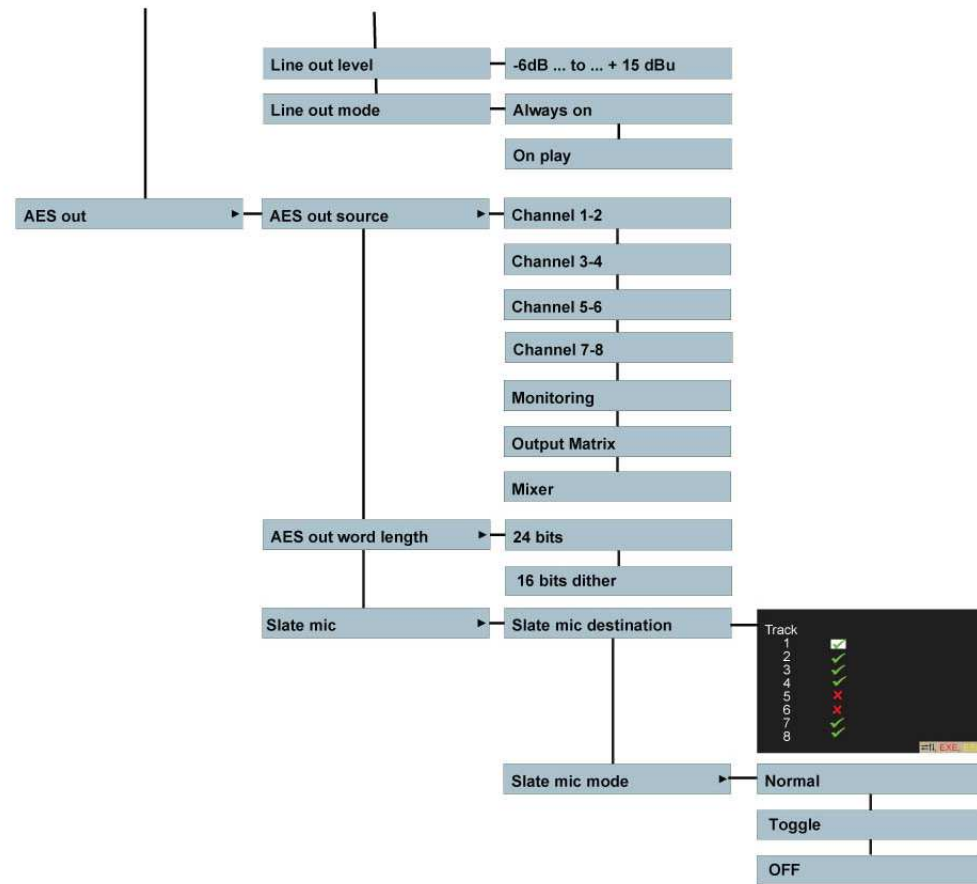 Line out level
-6dB ... to ... + 15 dBu
Line out mode
Always on
On play
AES out
AES out source
Channel 1-2
Channel 3-4
Channel 5-6
Channel 7-8
Monitoring
Output Matrix
Mixer
AES out word length
24 bits
16 bits dither
Slate mic
Slate mic destination
Track
1
2
3
4
5
6
7
8
EXE,
Slate mic mode
Normal
Toggle
OFF